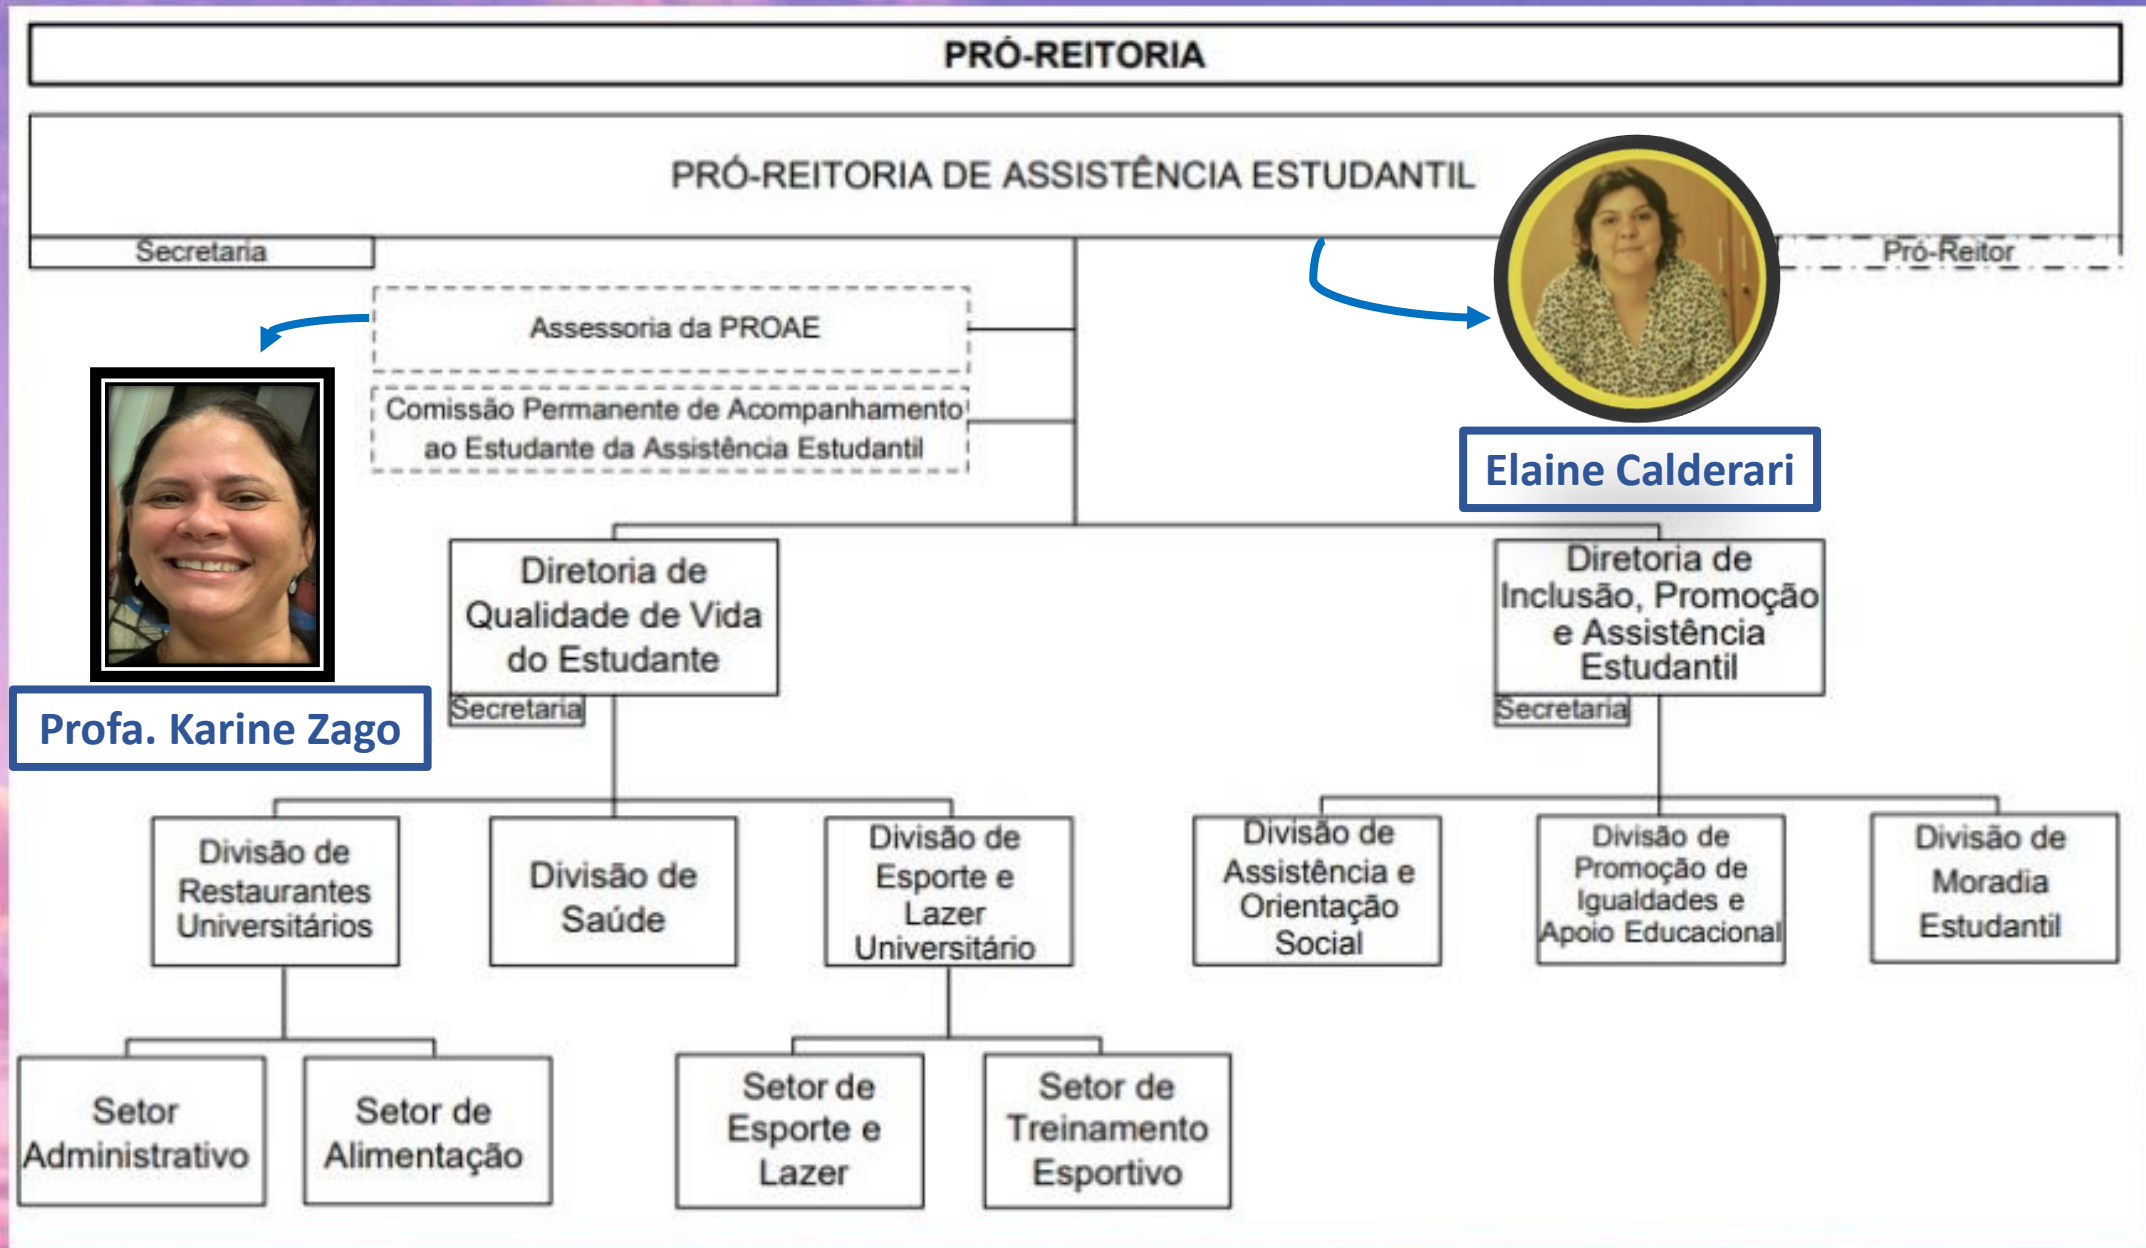 PRÓ-REITORIA
PRÓ-REITORIA DE ASSISTÊNCIA ESTUDANTIL
Secretaria
Pró-Reitor
Assessoria da PROAE
Comissão Permanente de Acompanhamento
ao Estudante da Assistência Estudantil
Elaine Calderari
Profa. Karine Zago
Diretoria de
Qualidade de Vida
do Estudante
Secretaria
Diretoria de
Inclusão, Promoção
e Assistência
Estudantil
Secretaria
Divisão de
Restaurantes
Universitários
Divisão de
Saúde
Divisão de
Esporte e
Lazer
Universitário
Divisão de
Assistência e
Orientação
Social
Divisão de
Promoção de
Igualdades e
Apoio Educacional
Divisão de
Moradia
Estudantil
Setor
Administrativo
Setor de
Alimentação
Setor de
Esporte e
Lazer
Setor de
Treinamento
Esportivo